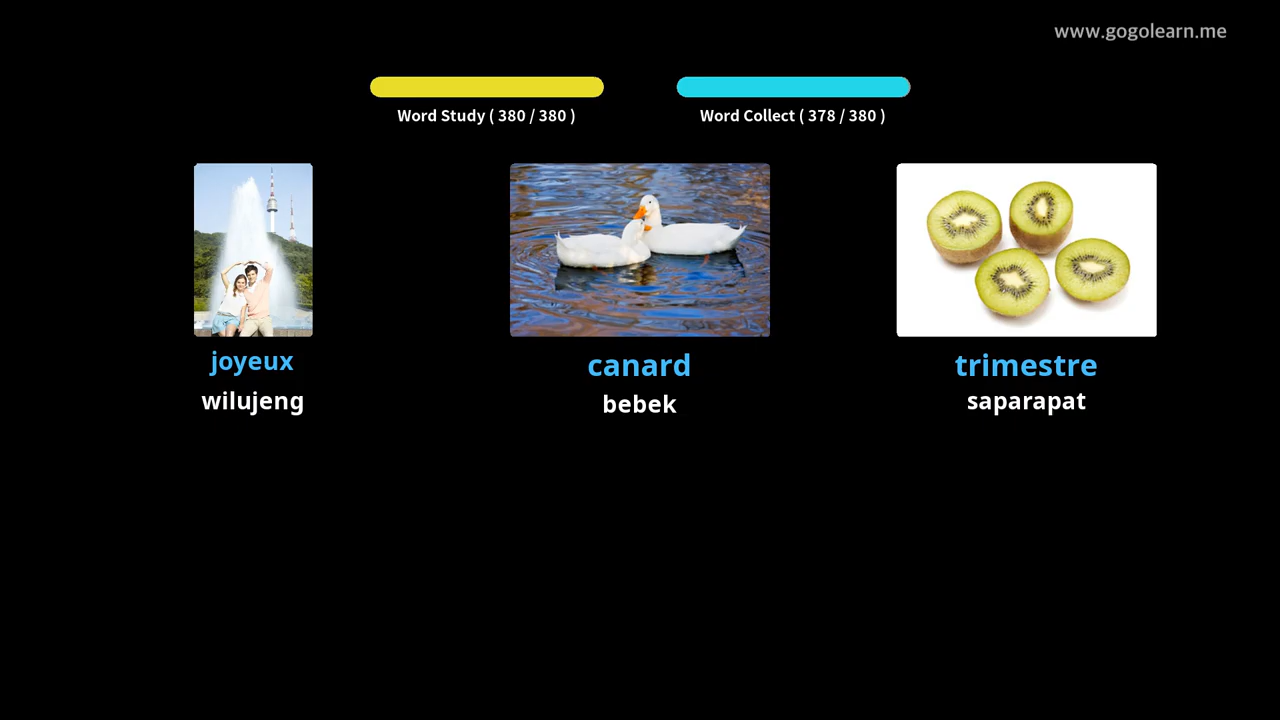 www.gogolearn.me
Word Study ( 380 / 380 )
Word Collect ( 378 / 380 )
joyeux
wilujeng
canard
bebek
trimestre
saparapat